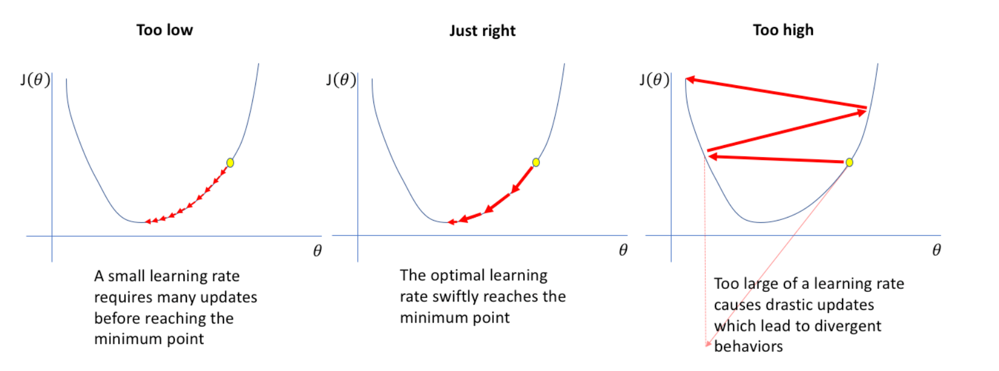 Too low
J(θ)
θ
A small learning rate
requires many updates
before reaching the
minimum point
Just right
J(θ)
θ
The optimal learning
rate swiftly reaches the
minimum point
Too high
J(θ)
θ
Too large of a learning rate
causes drastic updates
which lead to divergent
behaviors